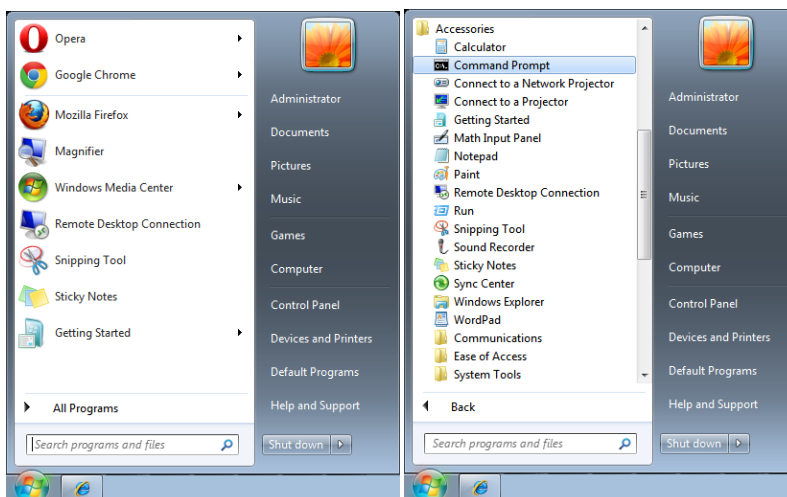 Opera
Google Chrome
Mozilla Firefox
Magnifier
Windows Media Center
Remote Desktop Connection
Snipping Tool
Sticky Notes
Getting Started
All Programs
Search programs and files
Administrator
Documents
Pictures
Music
Games
Computer
Control Panel
Devices and Printers
Default Programs
Help and Support
Shut down
Accessories
Calculator
Command Prompt
Connect to a Network Projector
Connect to a Projector
Getting Started
Math Input Panel
Notepad
Paint
Remote Desktop Connection
Run
Snipping Tool
Sound Recorder
Sticky Notes
Sync Center
Windows Explorer
WordPad
Communications
Ease of Access
System Tools
Back
Search programs and files
Administrator
Documents
Pictures
Music
Games
Computer
Control Panel
Devices and Printers
Default Programs
Help and Support
Shut down